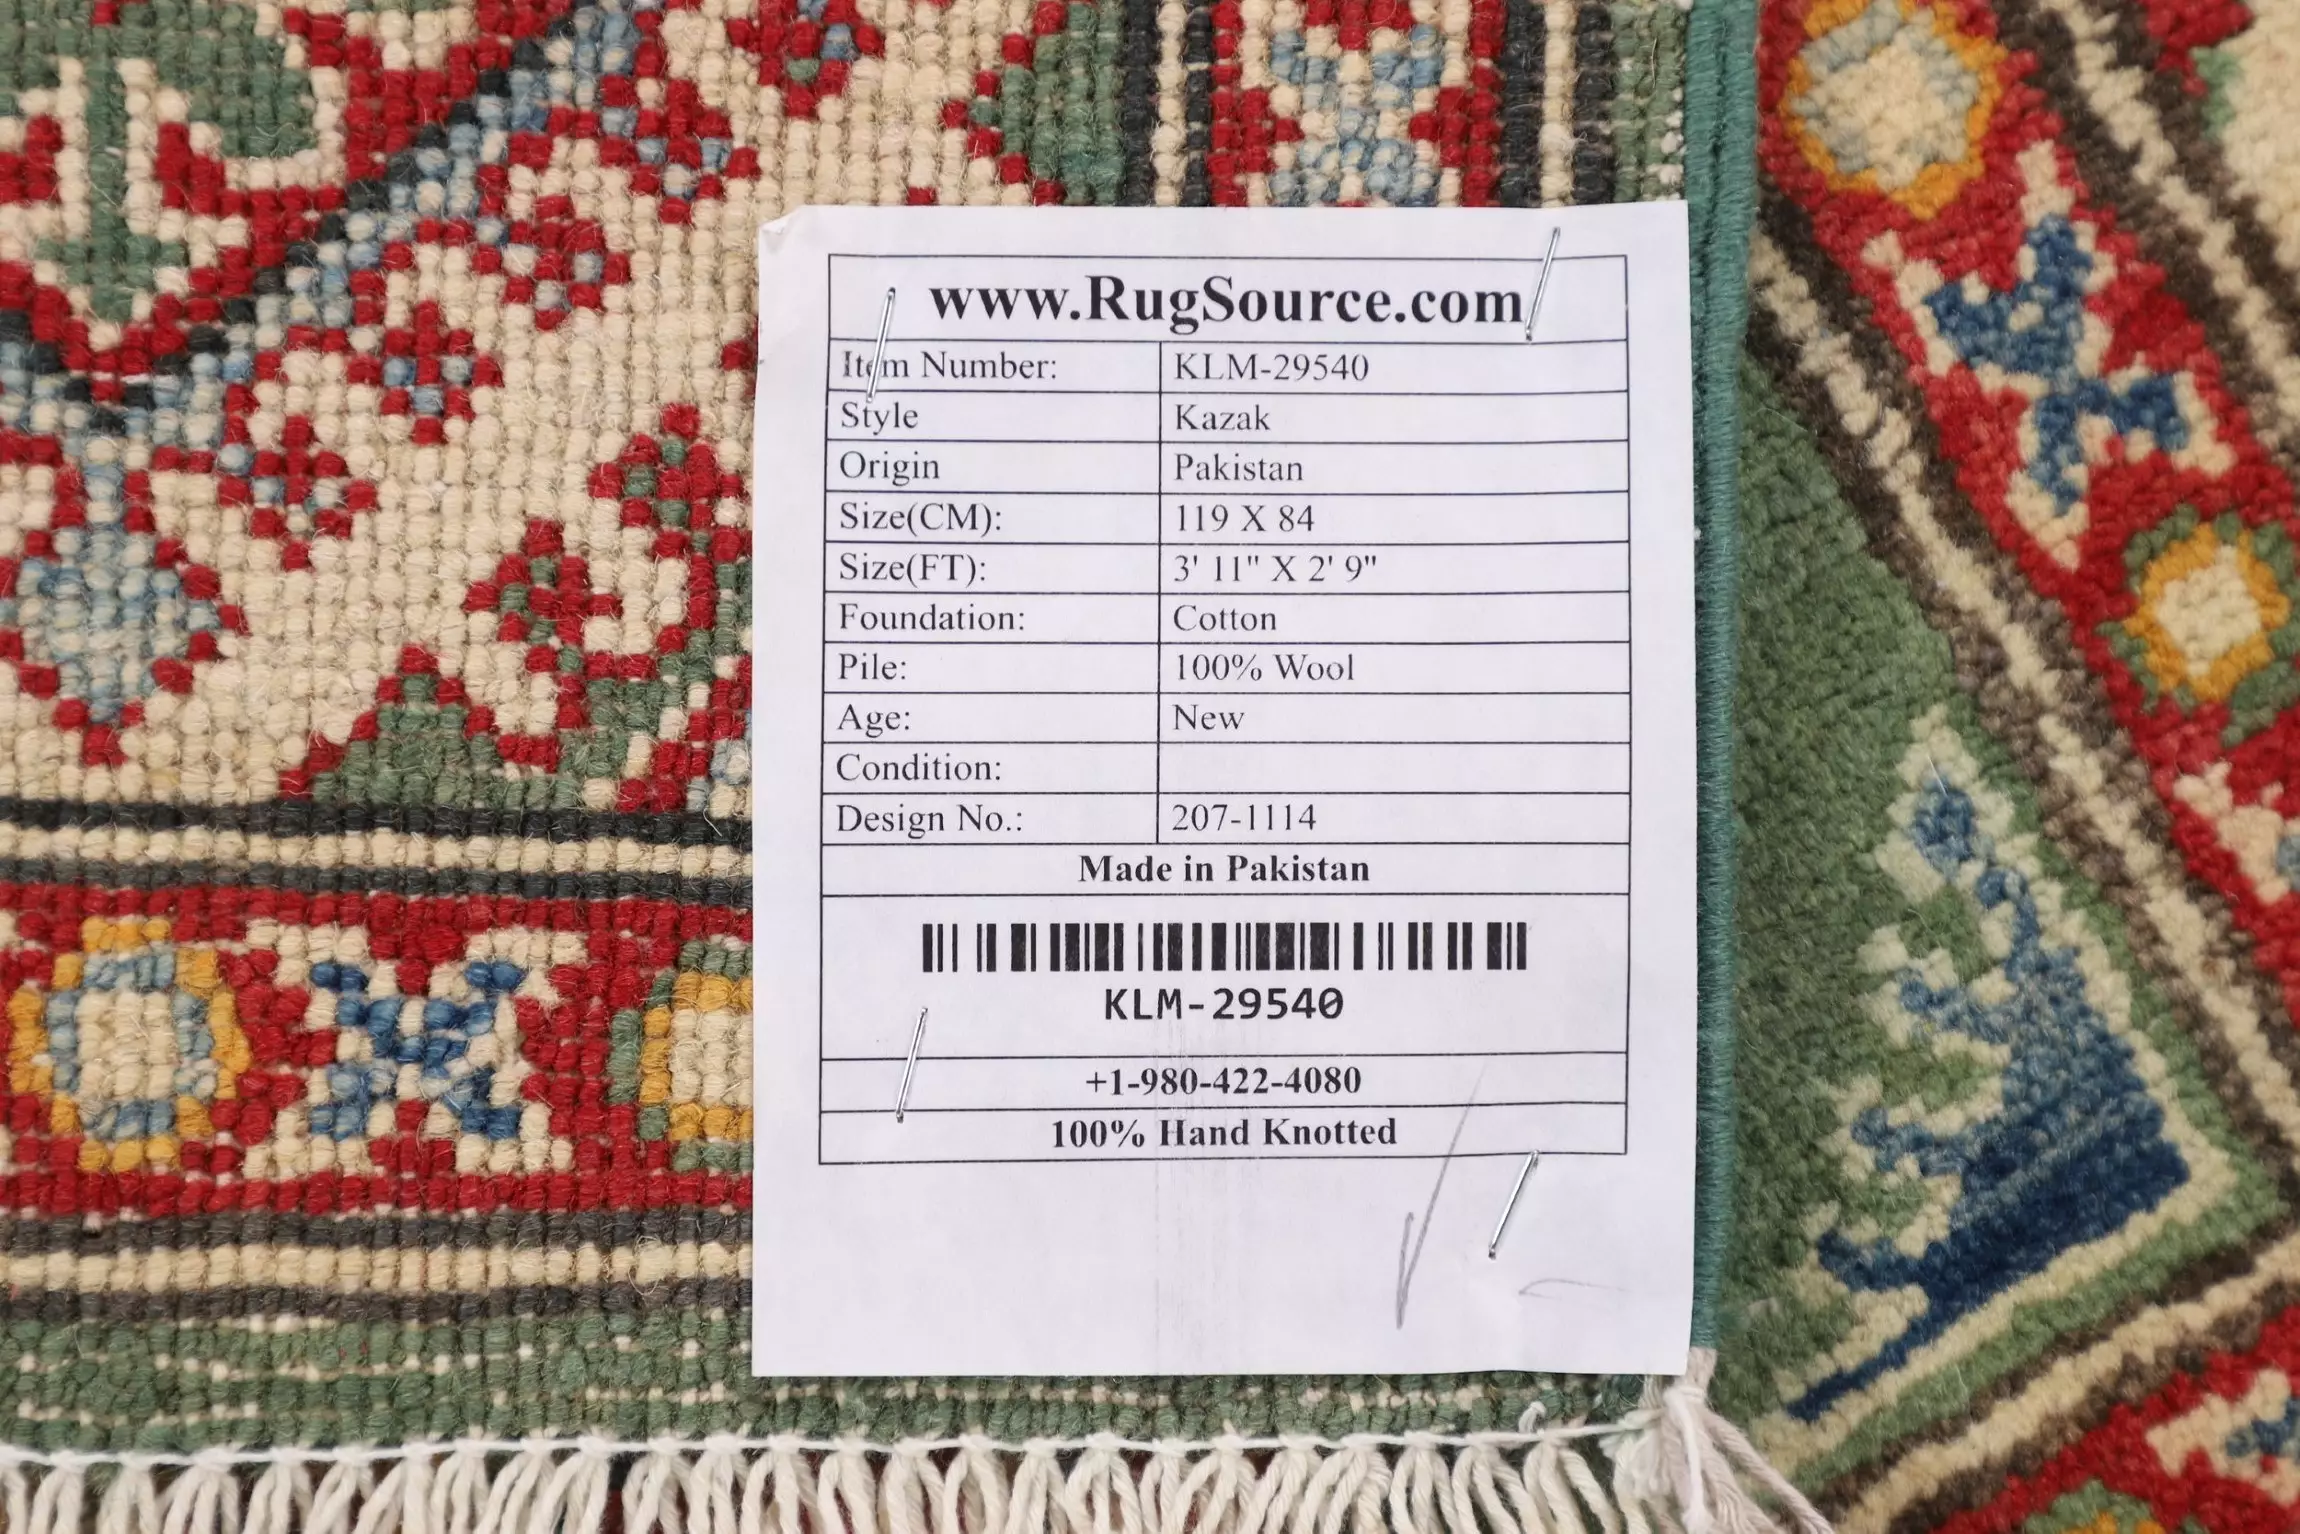 www.RugSource.com
Item Number: KLM-29540
Style Kazak
Origin Pakistan
Size(CM): 119 X 84
Size(FT): 3' 11" X 2' 9"
Foundation: Cotton
Pile: 100% Wool
Age: New
Condition:
Design No.: 207-1114
Made in Pakistan
KLM-29540
+1-980-422-4080
100% Hand Knotted